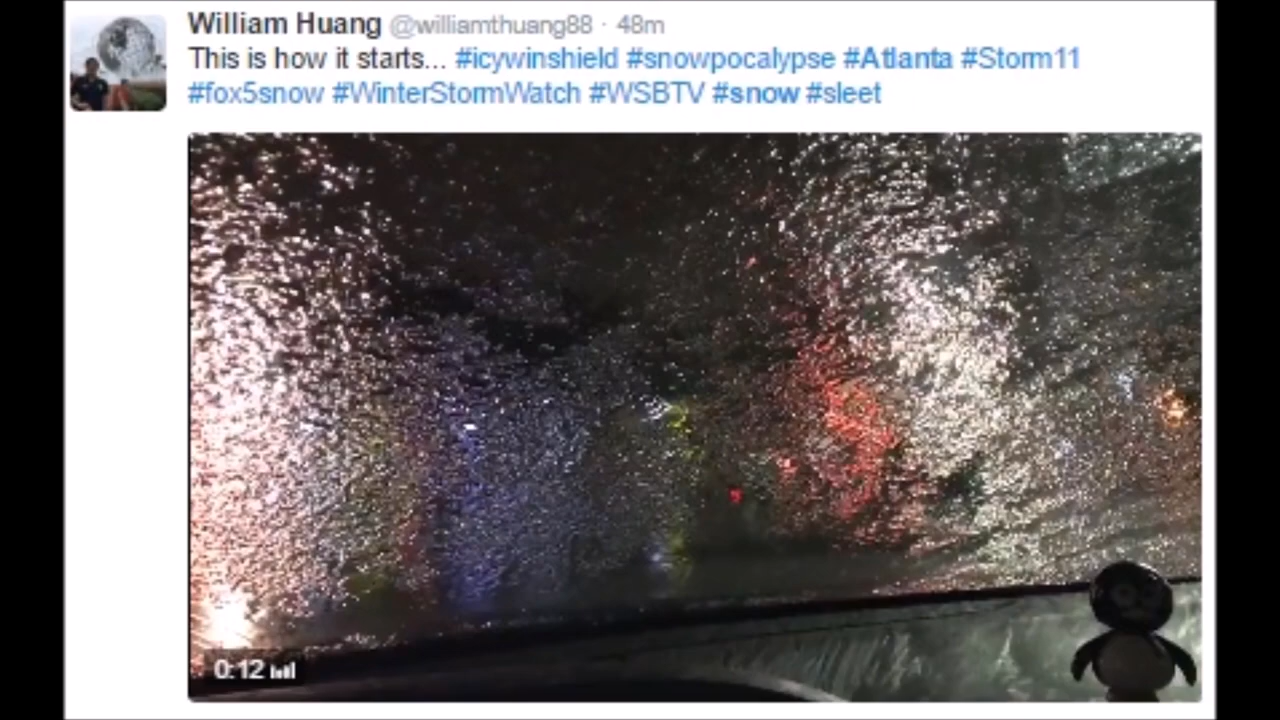 William Huang @williamthuang88 · 48m
This is how it starts... #icywinshield #snowpocalypse #Atlanta #Storm11
#fox5snow #WinterStormWatch #WSBTV #snow #sleet
0:12